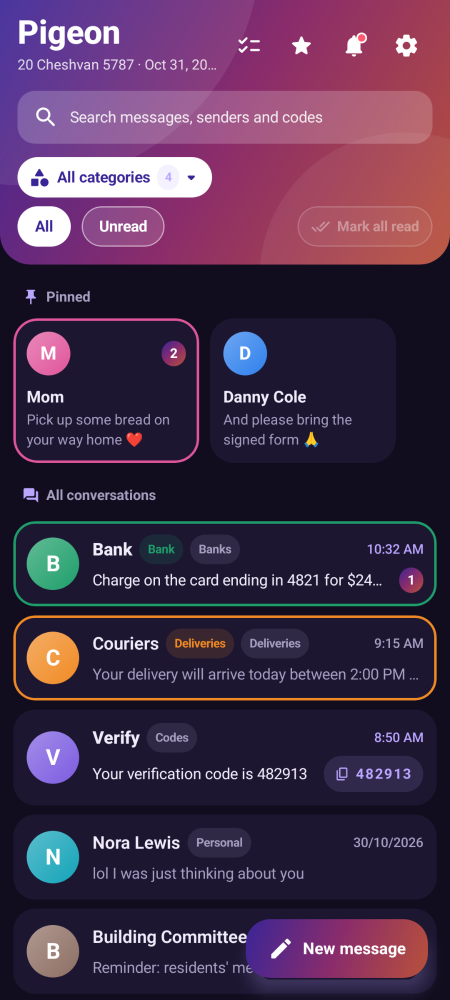 Pigeon
20 Cheshvan 5787 · Oct 31, 20...
Search messages, senders and codes
All categories 4
All Unread Mark all read
Pinned
M 2
Mom
Pick up some bread on
your way home ❤️
D
Danny Cole
And please bring the
signed form 🙏
All conversations
B Bank Bank Banks 10:32 AM
Charge on the card ending in 4821 for $24... 1
C Couriers Deliveries Deliveries 9:15 AM
Your delivery will arrive today between 2:00 PM ...
V Verify Codes 8:50 AM
Your verification code is 482913 482913
N Nora Lewis Personal 30/10/2026
lol I was just thinking about you
B Building Committee
Reminder: residents'
New message